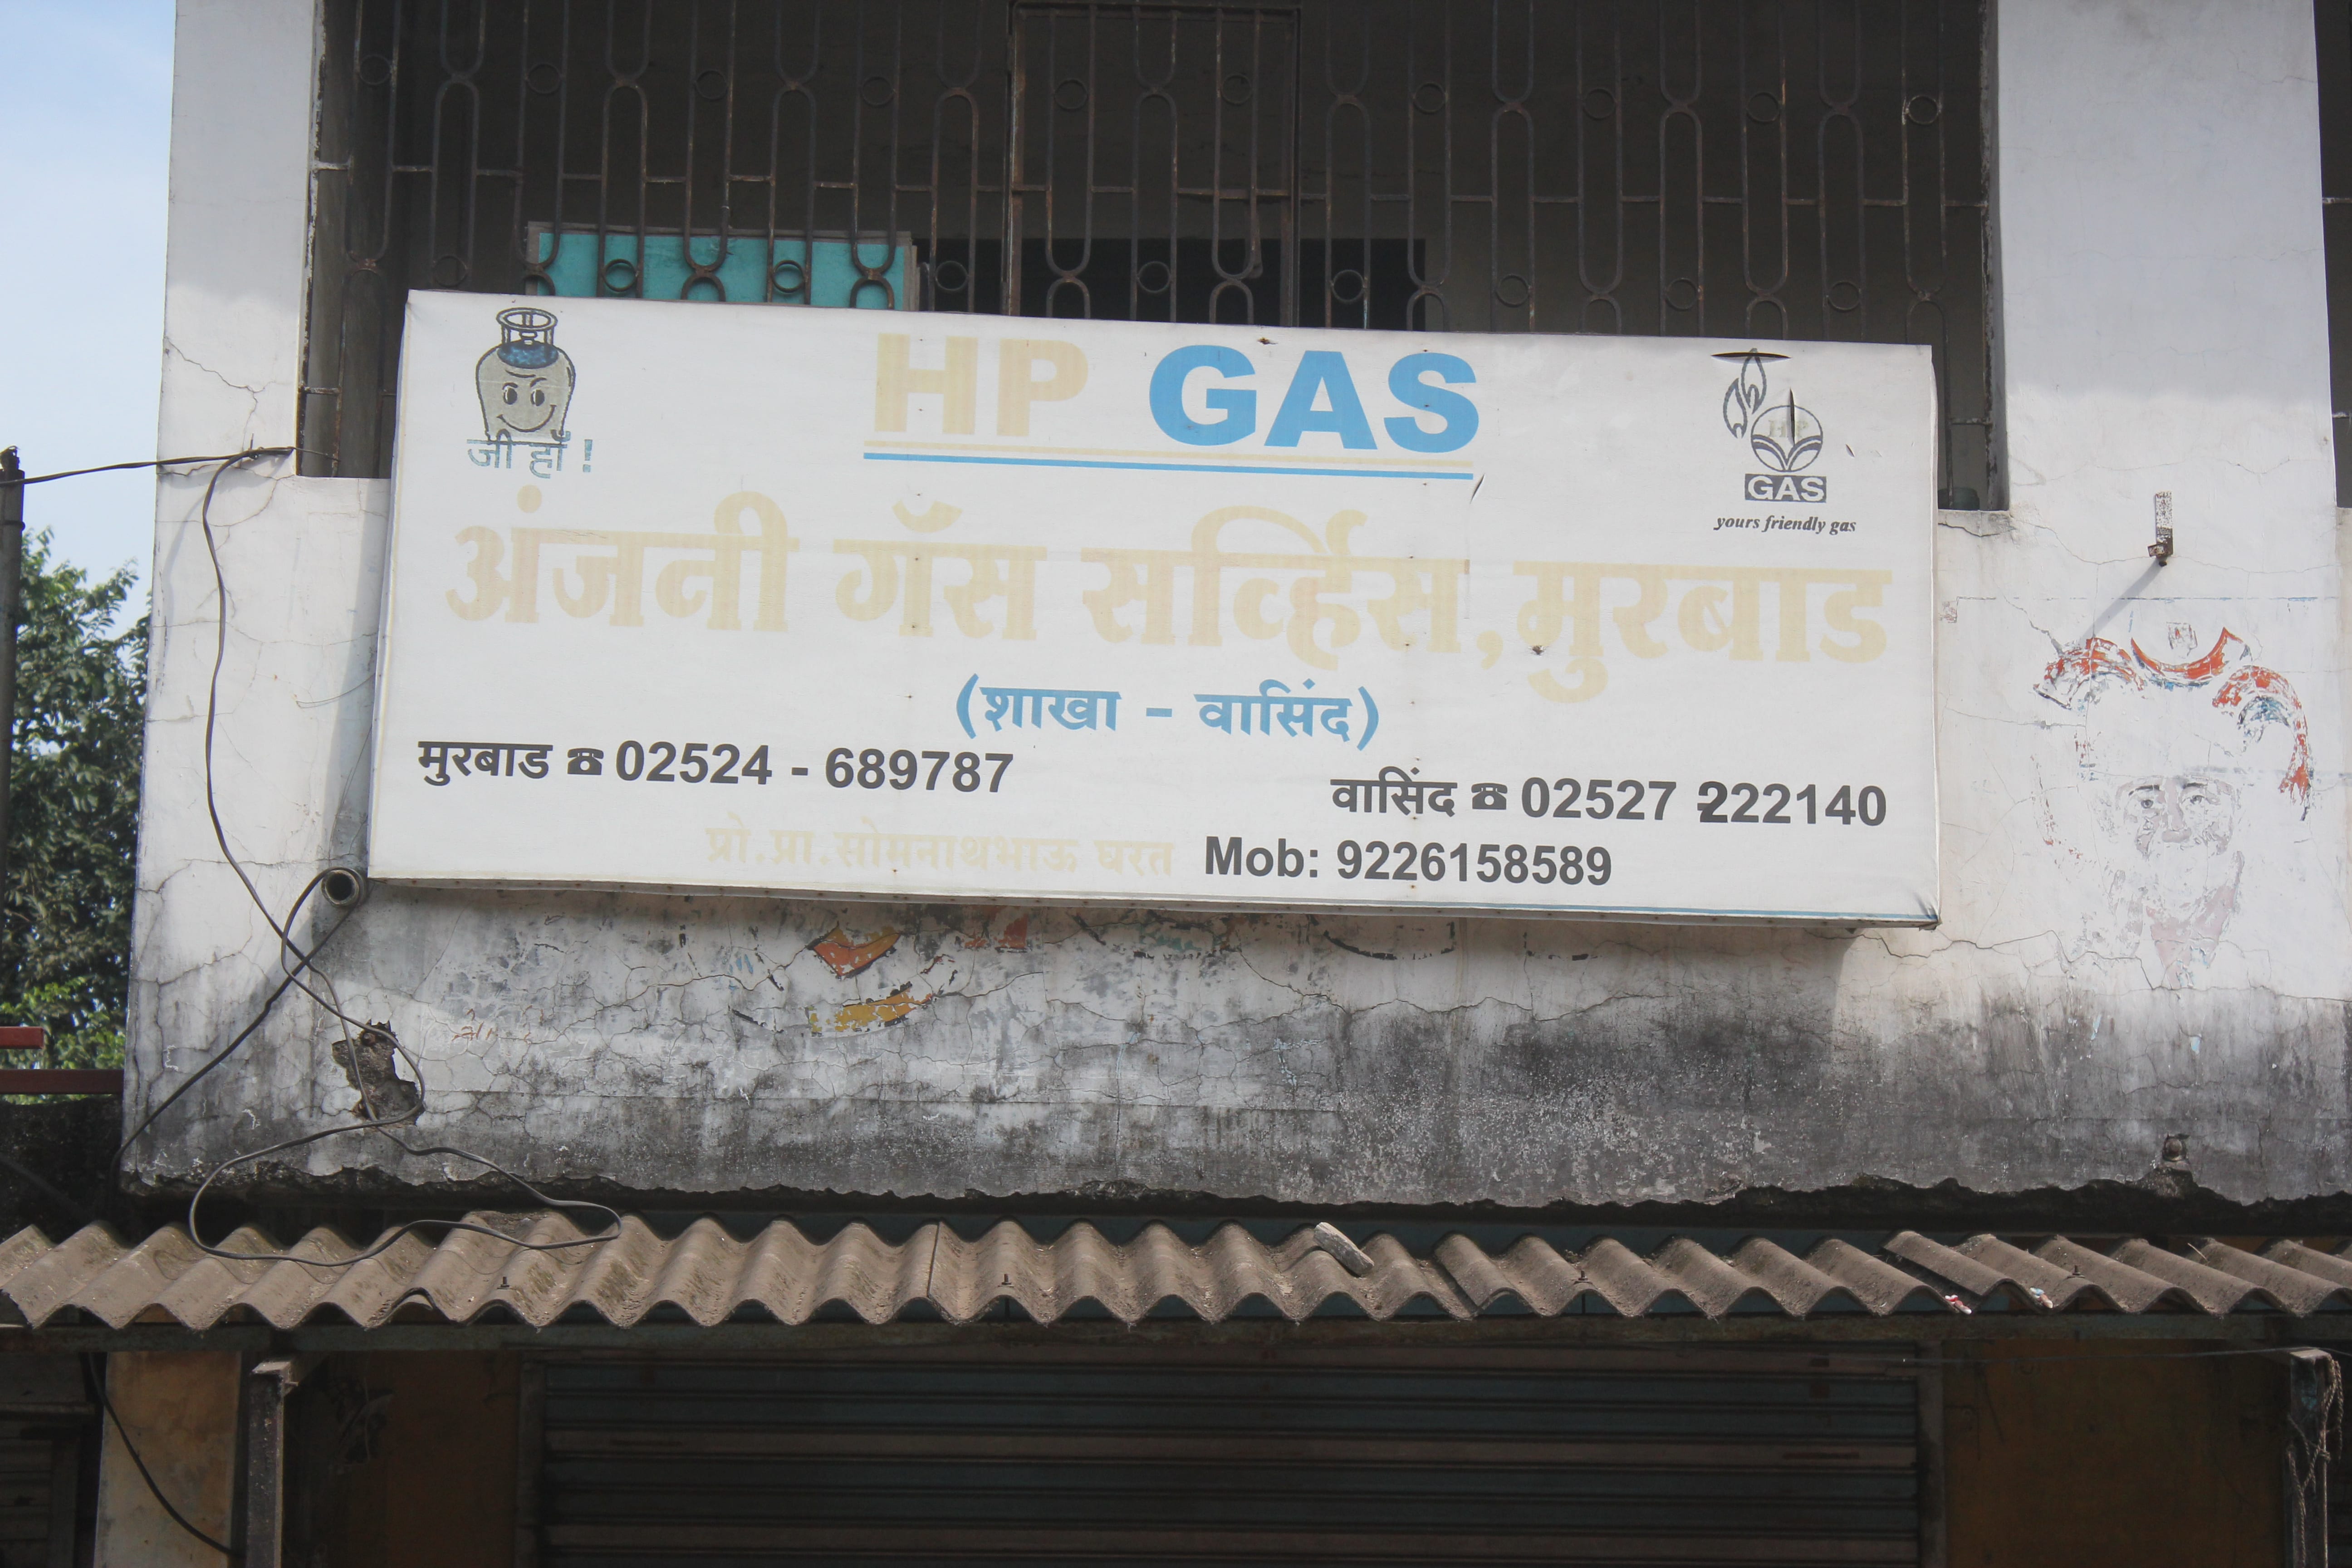 HP GAS
जी हाँ !
HP
GAS
yours friendly gas
अंजनी गॅस सर्व्हिस, मुरबाड
(शाखा - वासिंद)
मुरबाड ☎ 02524 - 689787
वासिंद ☎ 02527 222140
प्रो.प्रा.सोमनाथभाऊ घरत Mob: 9226158589